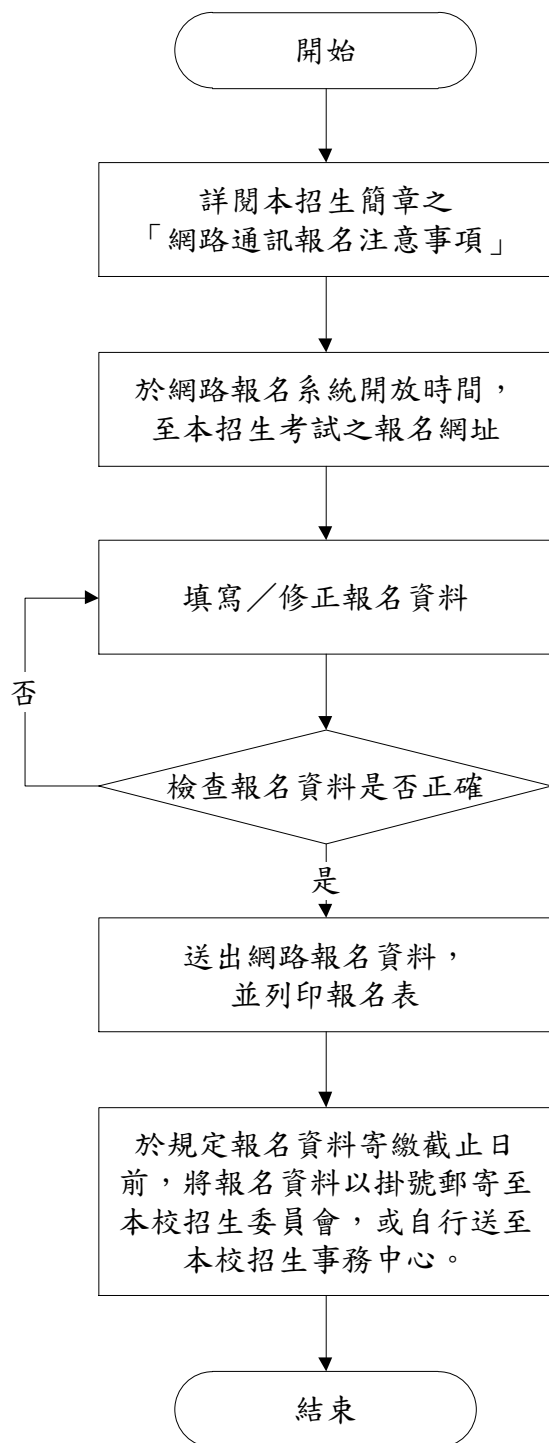 開始
詳閱本招生簡章之
「網路通訊報名注意事項」
於網路報名系統開放時間，
至本招生考試之報名網址
填寫／修正報名資料
否
檢查報名資料是否正確
是
送出網路報名資料，
並列印報名表
於規定報名資料寄繳截止日
前，將報名資料以掛號郵寄至
本校招生委員會，或自行送至
本校招生事務中心。
結束